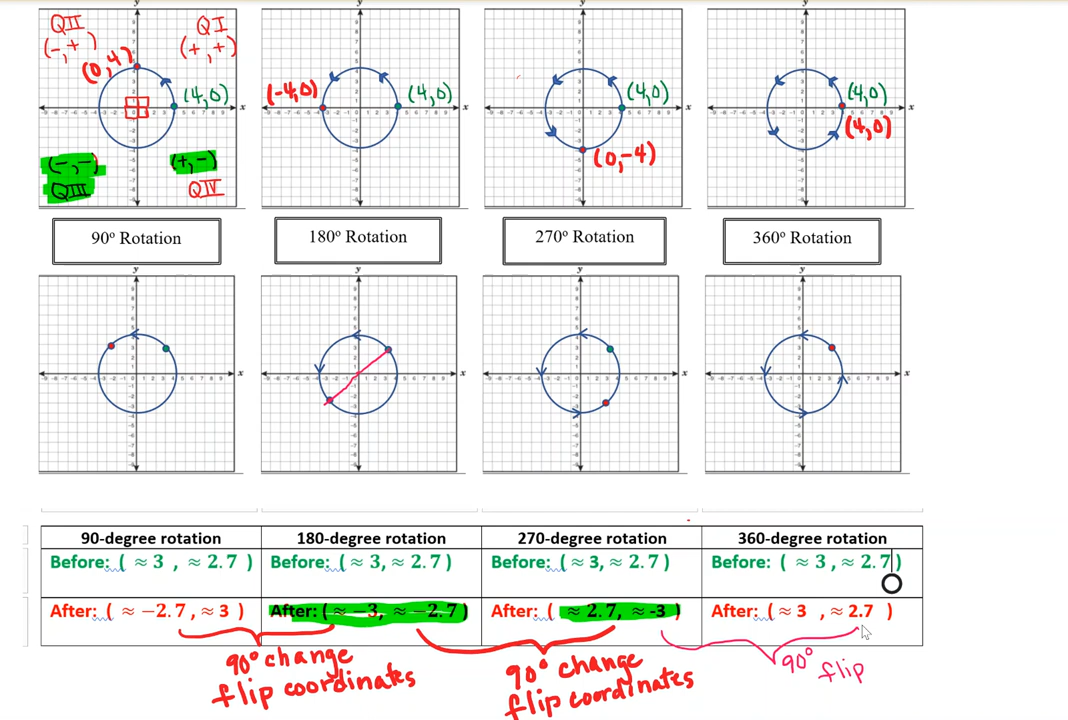 y y y y
QII QI
(-,+) (+,+)
(0,4)
(4,0) (-4,0) (4,0) (4,0) (4,0)
x x x x
(4,0)
(0,-4)
(-,-) (+,-)
QIII QIV
90° Rotation 180° Rotation 270° Rotation 360° Rotation
y y y y
x x x x
90-degree rotation 180-degree rotation 270-degree rotation 360-degree rotation
Before: ( ≈ 3 , ≈ 2.7 ) Before: ( ≈ 3, ≈ 2.7 ) Before: ( ≈ 3, ≈ 2.7 ) Before: ( ≈ 3 , ≈ 2.7 )
After: ( ≈ −2.7, ≈ 3 ) After: ( ≈ −3, ≈ −2.7 ) After: ( ≈ 2.7, ≈ -3 ) After: ( ≈ 3 , ≈ 2.7 )
90° change 90° change 90° flip
flip coordinates flip coordinates